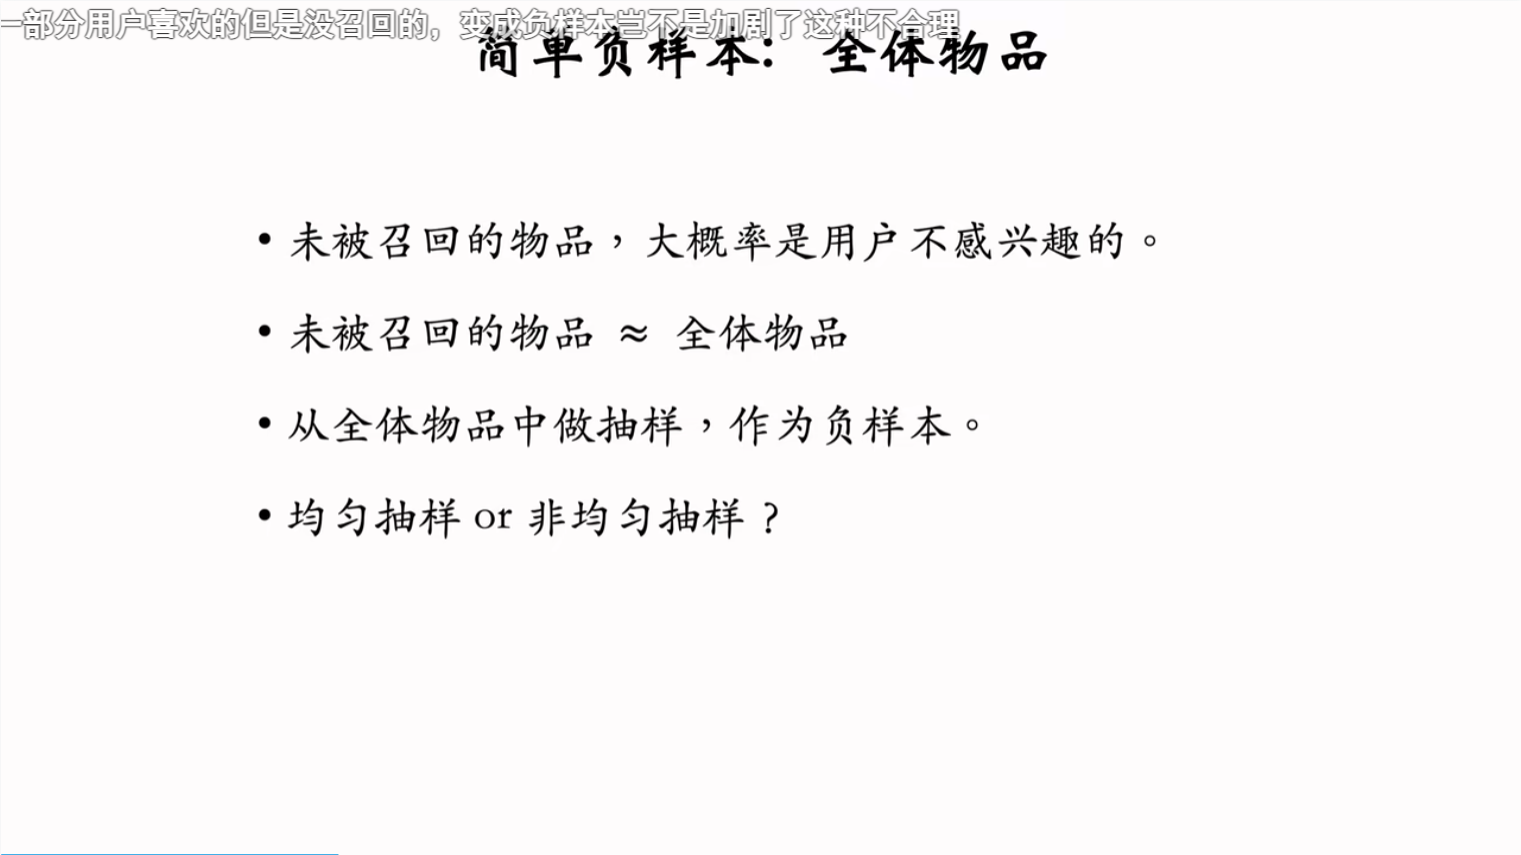 一部分用户喜欢的但是没召回的，变成负样本岂不是加剧了这种不合理
简单负样本：全体物品
• 未被召回的物品，大概率是用户不感兴趣的。
• 未被召回的物品 ≈ 全体物品
• 从全体物品中做抽样，作为负样本。
• 均匀抽样 or 非均匀抽样？